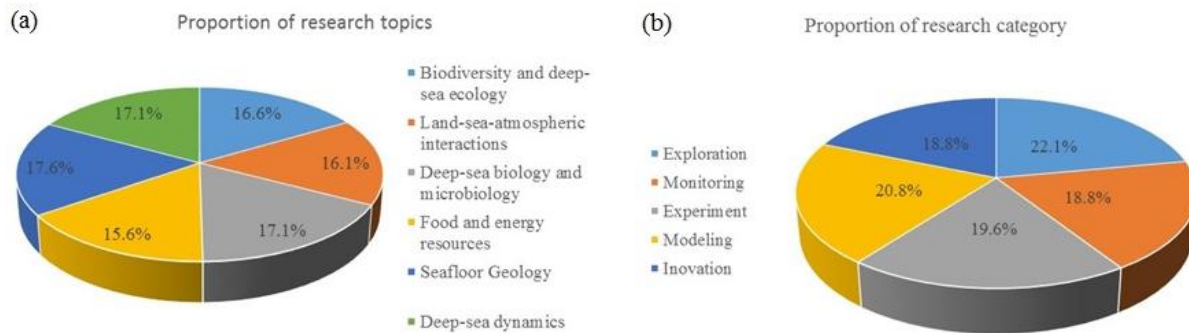 (a)
Proportion of research topics
16.6%
16.1%
17.1%
15.6%
17.6%
17.1%
Biodiversity and deep-
sea ecology
Land-sea-atmospheric
interactions
Deep-sea biology and
microbiology
Food and energy
resources
Seafloor Geology
Deep-sea dynamics
(b)
Proportion of research category
Exploration
Monitoring
Experiment
Modeling
Inovation
22.1%
18.8%
19.6%
20.8%
18.8%